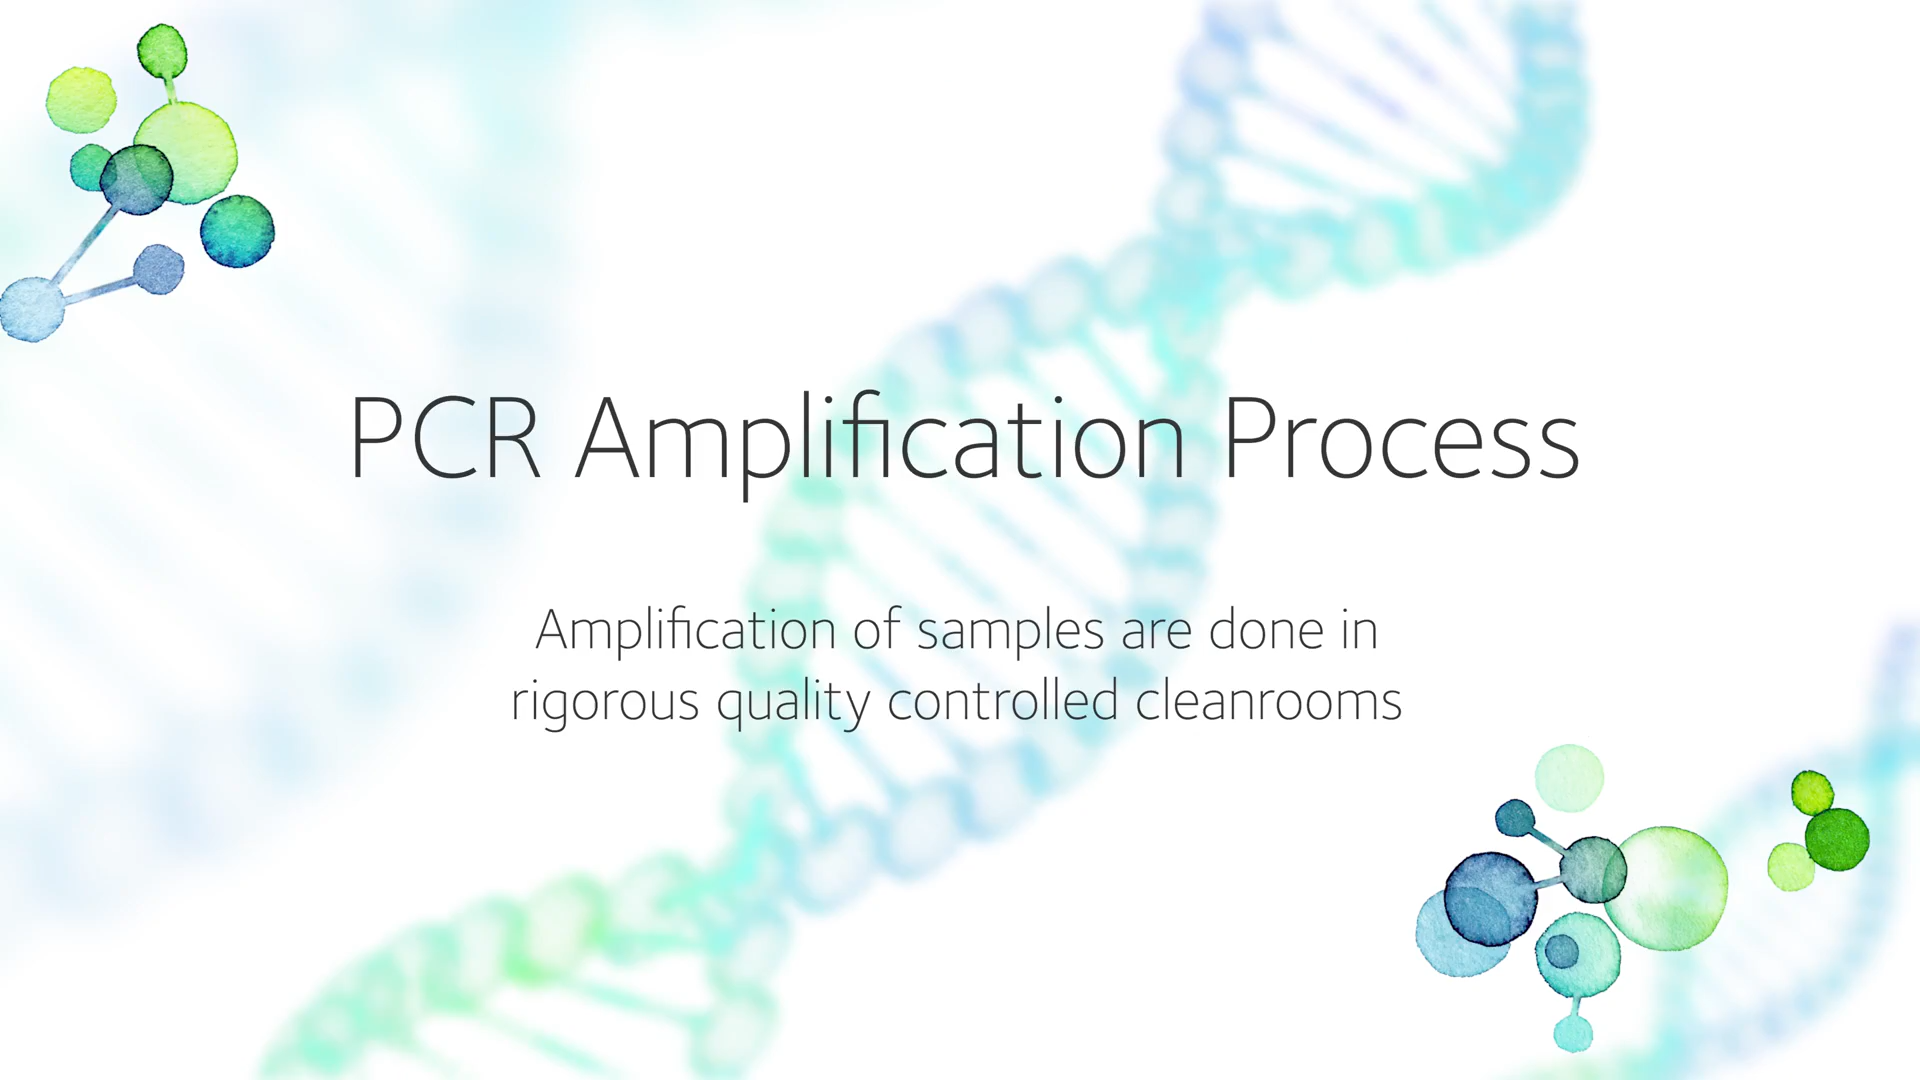 PCR Amplification Process
Amplification of samples are done in
rigorous quality controlled cleanrooms